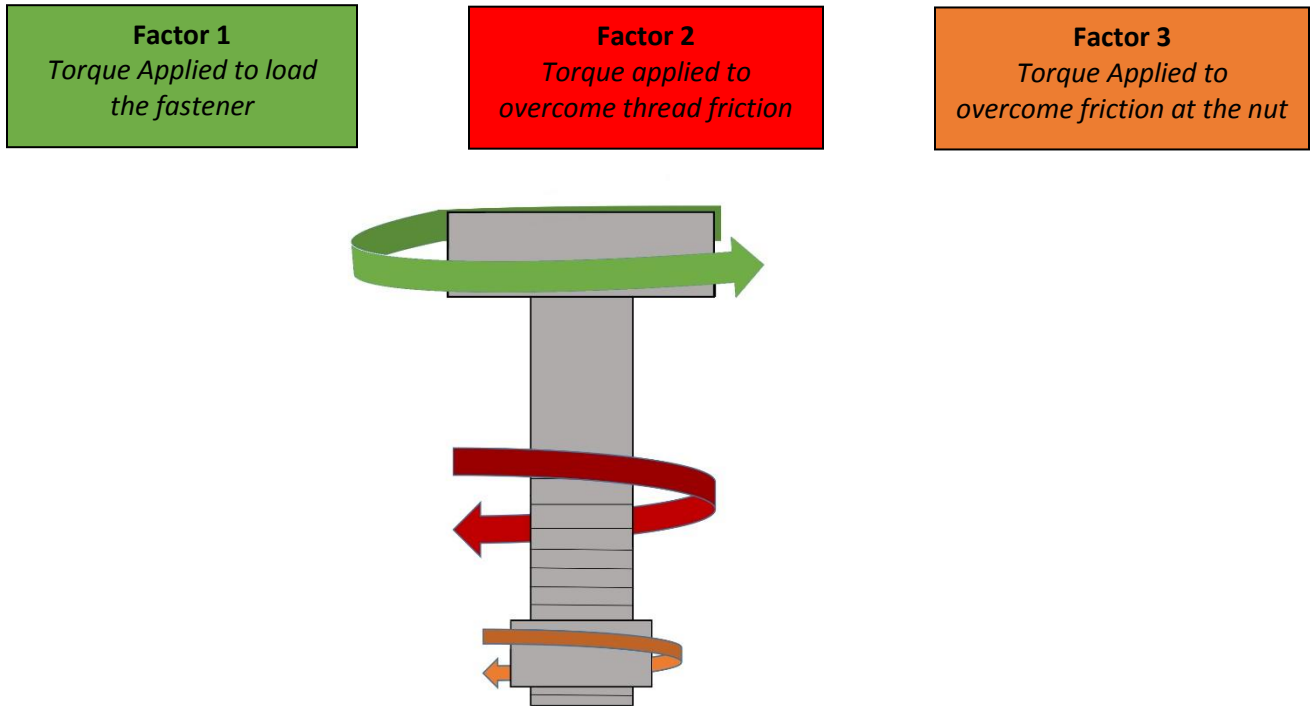 Factor 1
Torque Applied to load
the fastener
Factor 2
Torque applied to
overcome thread friction
Factor 3
Torque Applied to
overcome friction at the nut